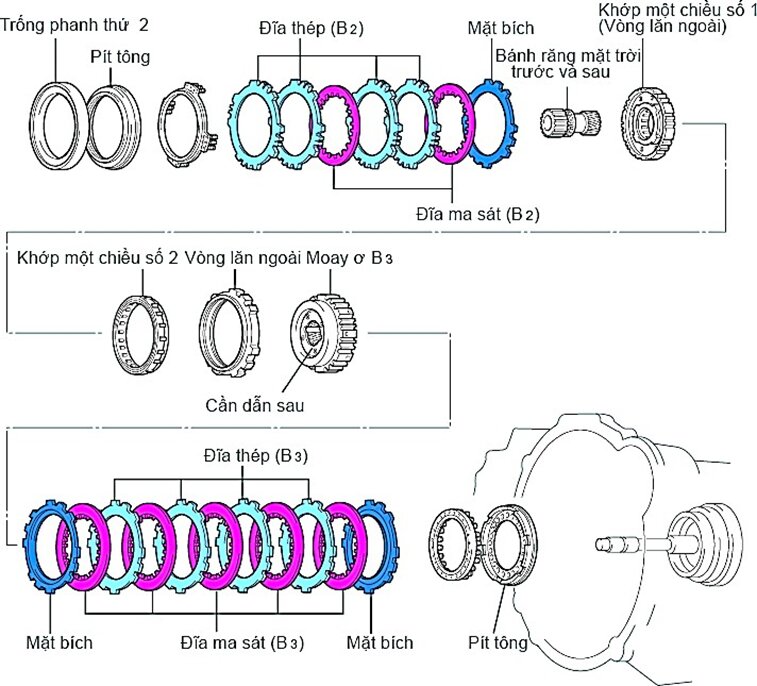 Trống phanh thứ 2
Pít tông
Đĩa thép (B2)
Mặt bích
Khớp một chiều số 1
(Vòng lăn ngoài)
Bánh răng mặt trời
trước và sau
Đĩa ma sát (B2)
Khớp một chiều số 2 Vòng lăn ngoài Moay ơ B3
Cần dẫn sau
Đĩa thép (B3)
Mặt bích
Đĩa ma sát (B3)
Mặt bích
Pít tông